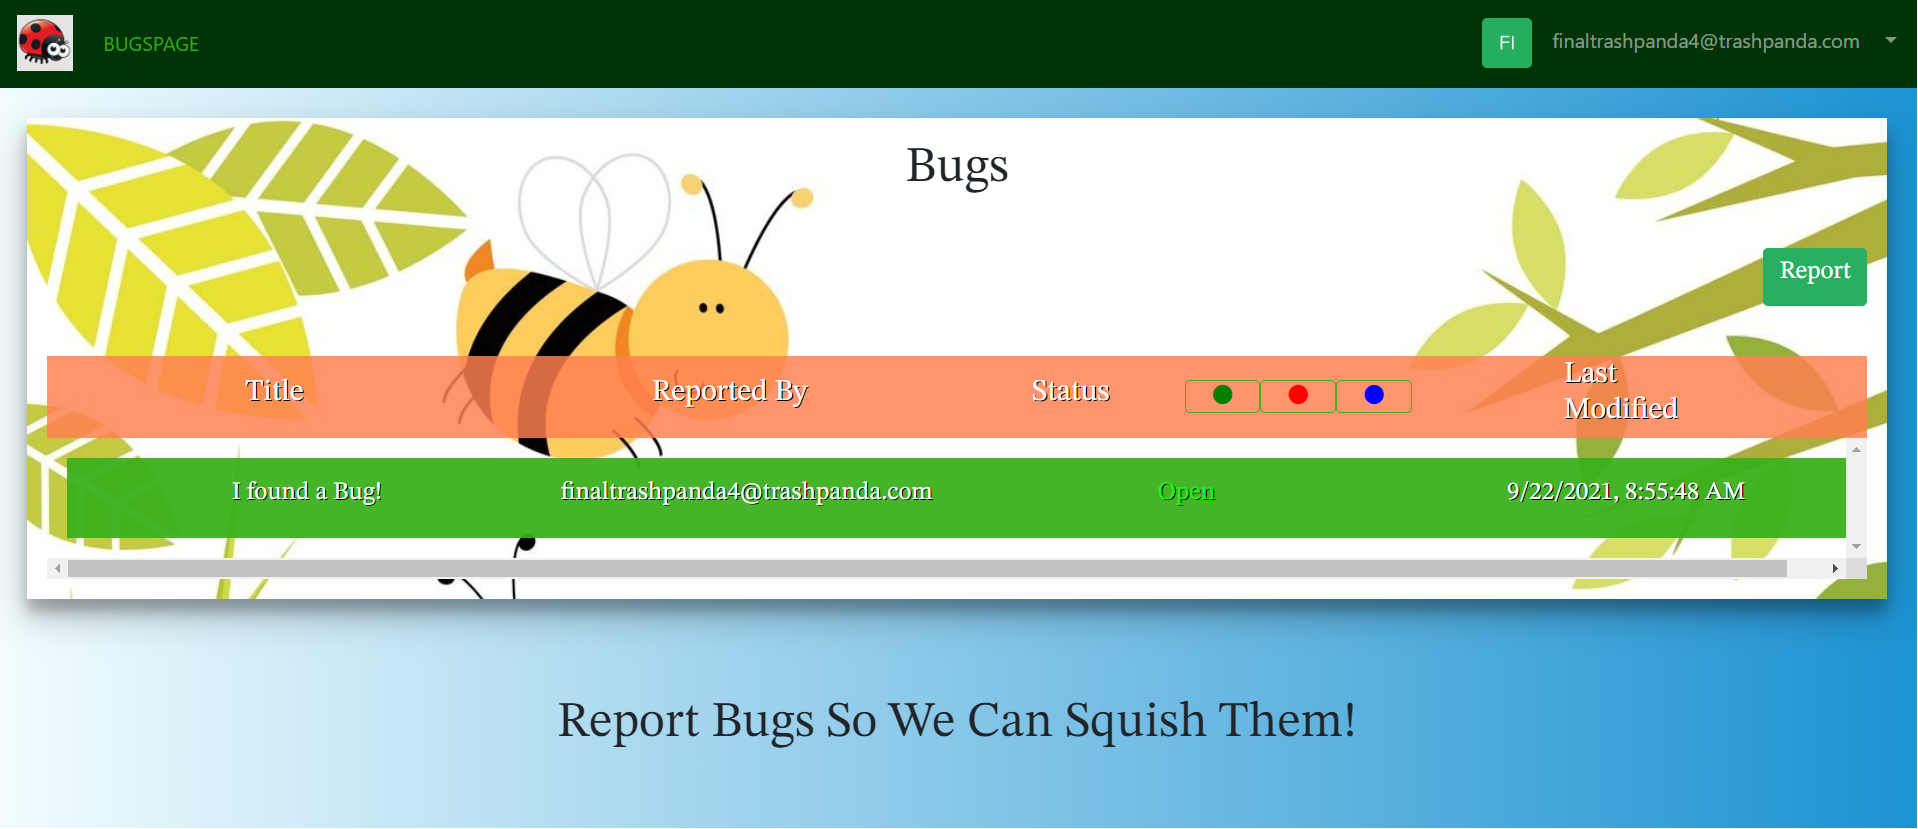 BUGSPAGE
FI finaltrashpanda4@trashpanda.com
Bugs
Report
Title Reported By Status Last
Modified
I found a Bug! finaltrashpanda4@trashpanda.com Open 9/22/2021, 8:55:48 AM
Report Bugs So We Can Squish Them!